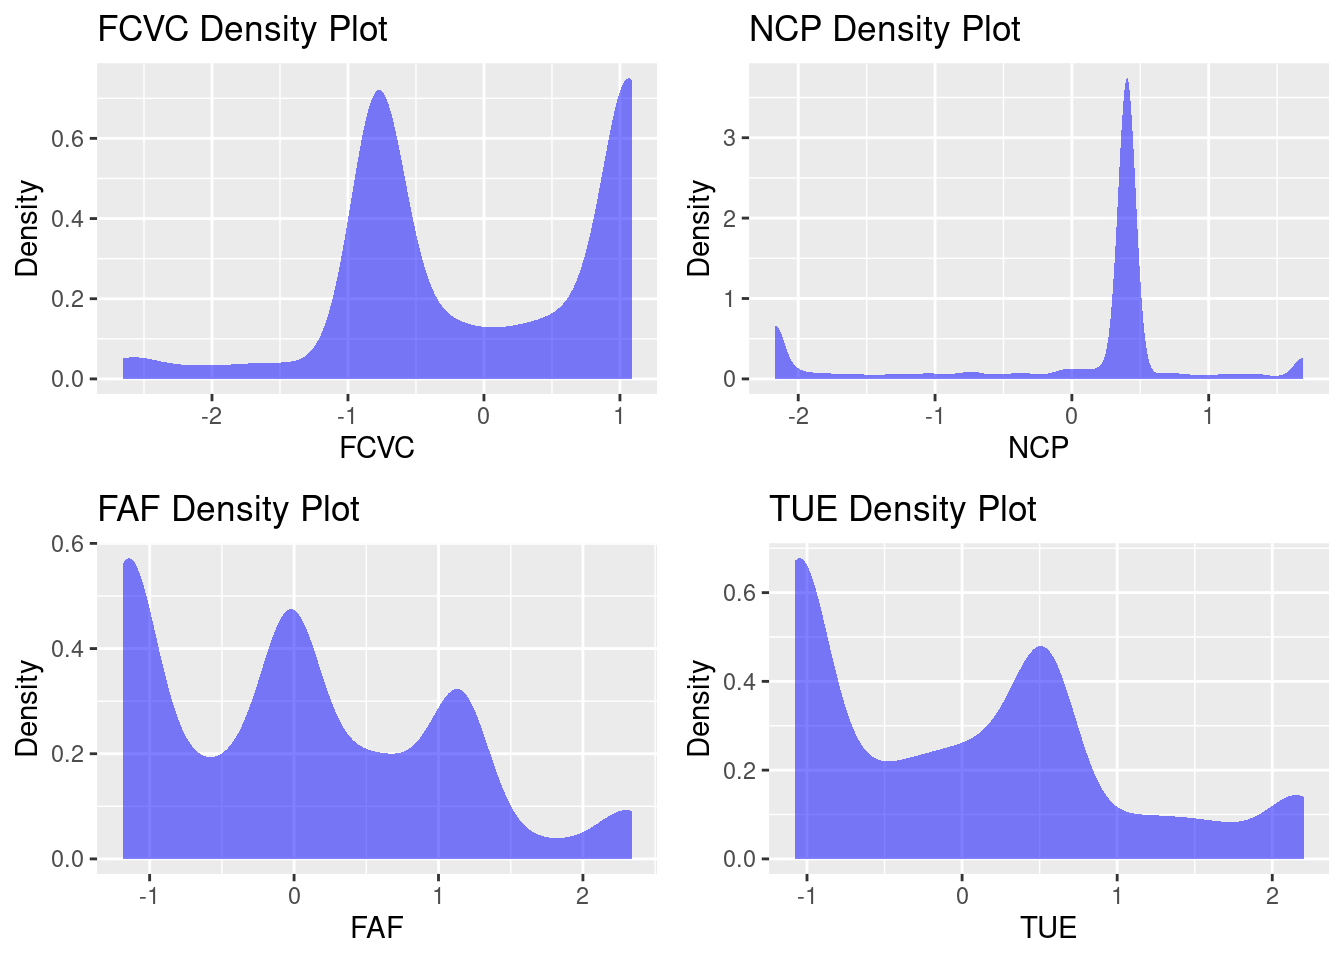 FCVC Density Plot
Density
0.6
0.4
0.2
0.0
-2 -1 0 1
FCVC
NCP Density Plot
Density
3
2
1
0
-2 -1 0 1
NCP
FAF Density Plot
Density
0.6
0.4
0.2
0.0
-1 0 1 2
FAF
TUE Density Plot
Density
0.6
0.4
0.2
0.0
-1 0 1 2
TUE